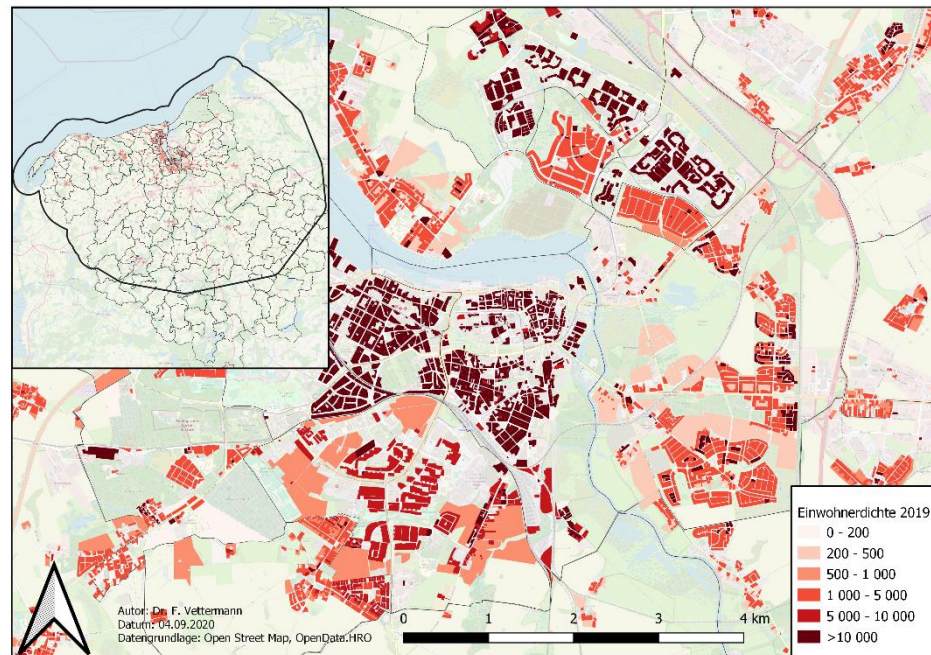 Einwohnerdichte 2019
0 - 200
200 - 500
500 - 1 000
1 000 - 5 000
5 000 - 10 000
>10 000
Autor: Dr. F. Vettermann
Datum: 04.09.2020
Datengrundlage: Open Street Map, OpenData.HRO
0 1 2 3 4 km